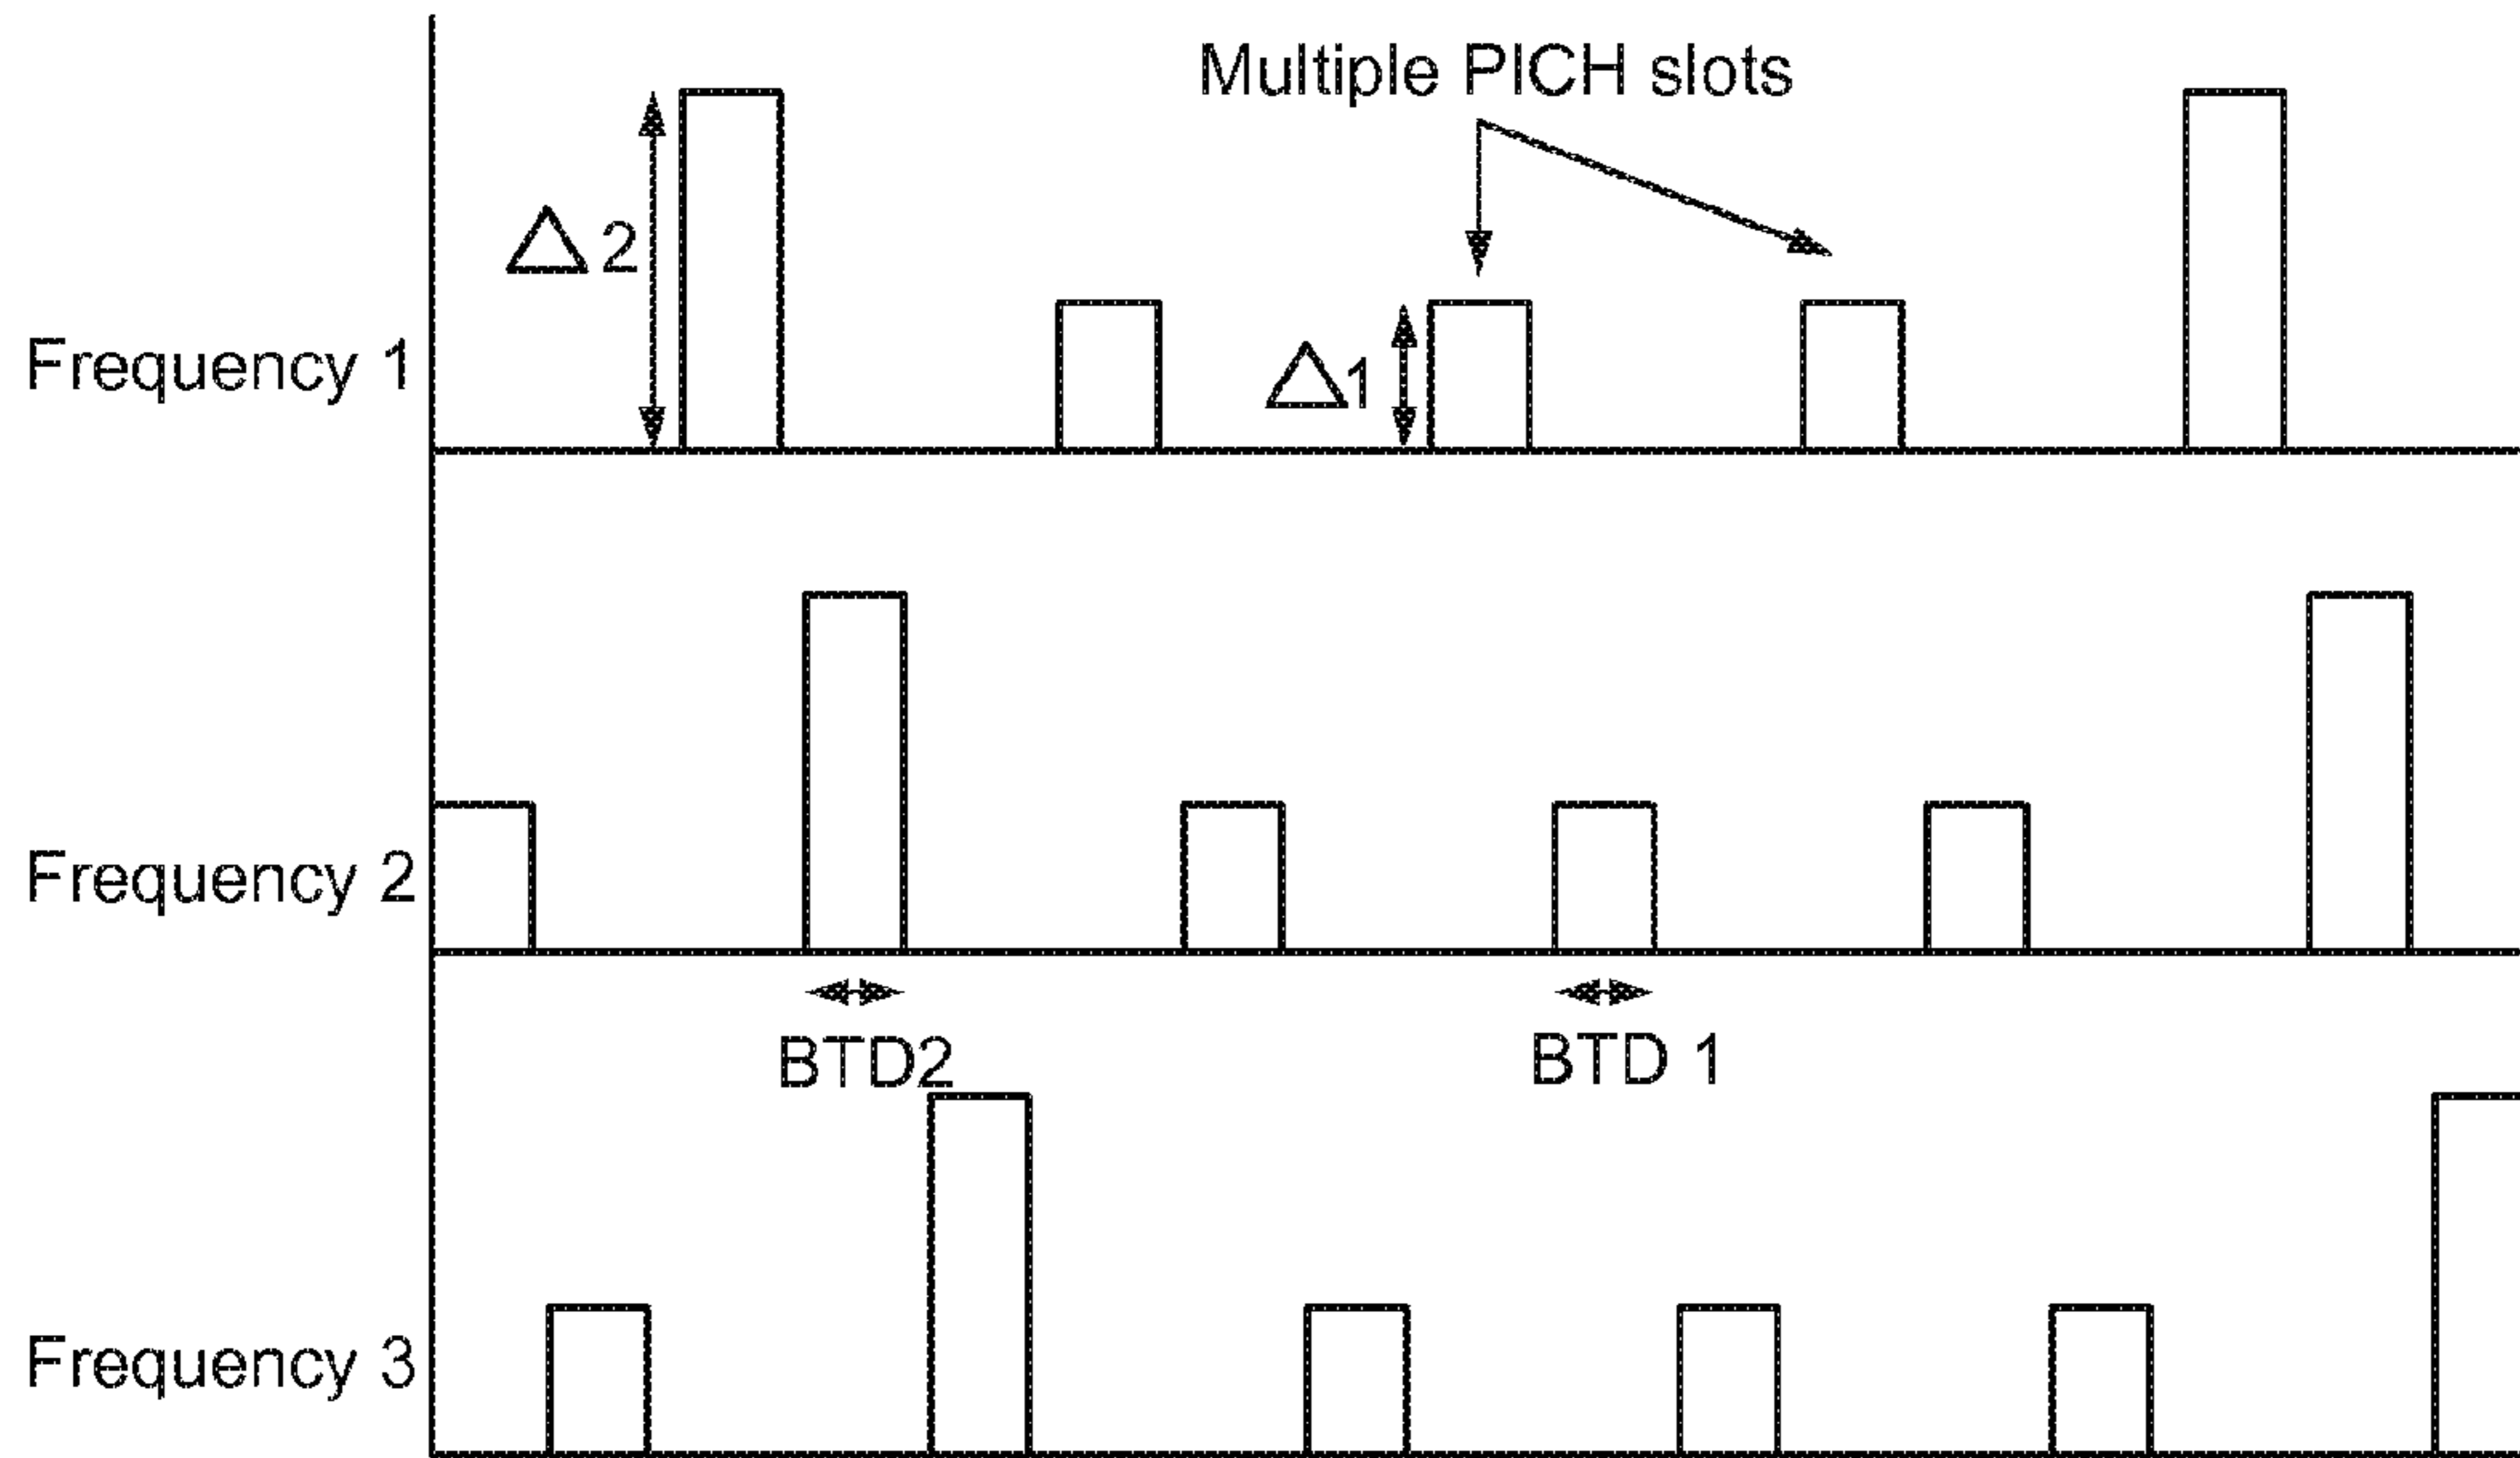 Multiple PICH slots
△ 2
Frequency 1
△1
Frequency 2
BTD2
BTD 1
Frequency 3